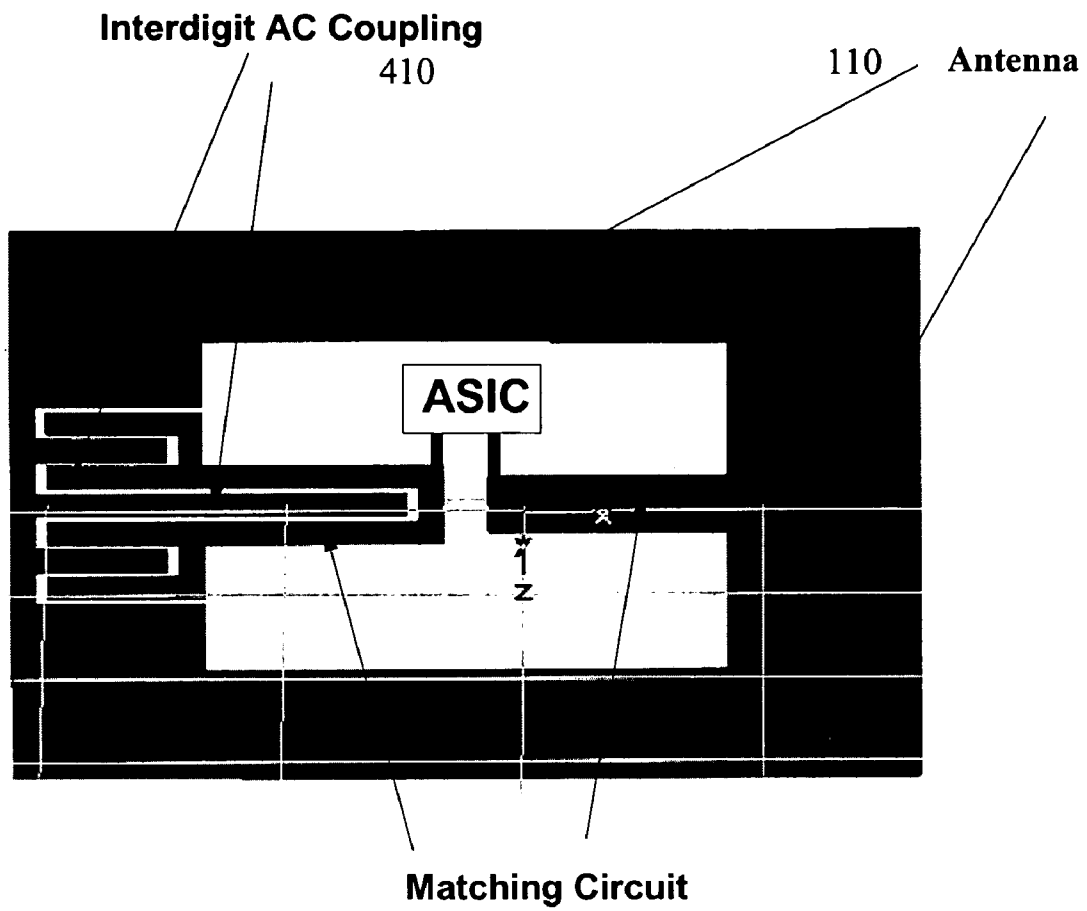 Interdigit AC Coupling
410
110 Antenna
ASIC
X
Z
Matching Circuit